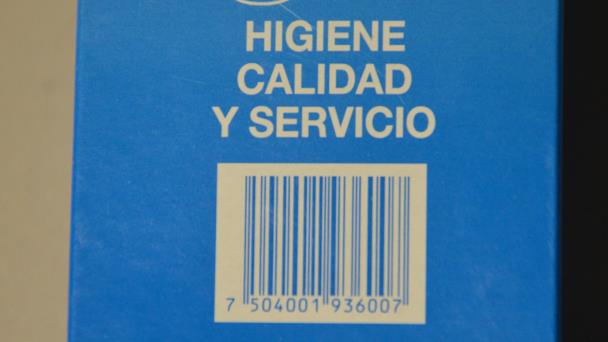 HIGIENE
CALIDAD
Y SERVICIO
7 504001 936007